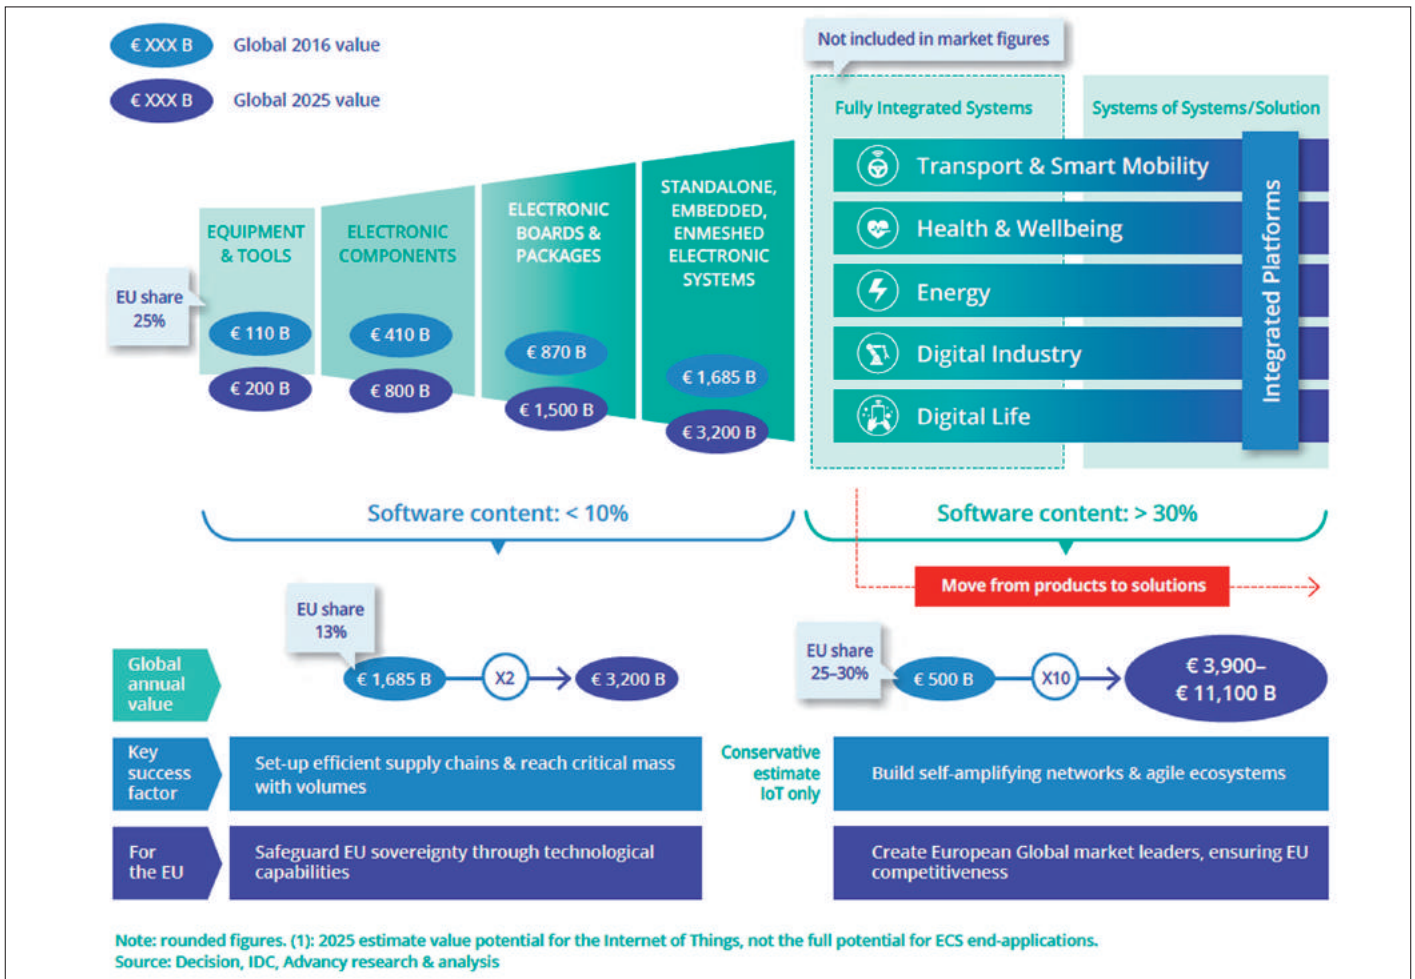 € XXX B
Global 2016 value
€ XXX B
Global 2025 value
Not included in market figures
Fully Integrated Systems
Systems of Systems/Solution
EQUIPMENT
& TOOLS
ELECTRONIC
COMPONENTS
ELECTRONIC
BOARDS &
PACKAGES
STANDALONE,
EMBEDDED,
ENMESHED
ELECTRONIC
SYSTEMS
EU share
25%
€ 110 B
€ 410 B
€ 870 B
€ 1,685 B
€ 200 B
€ 800 B
€ 1,500 B
€ 3,200 B
Transport & Smart Mobility
Health & Wellbeing
Energy
Digital Industry
Digital Life
Integrated Platforms
Software content: < 10%
Software content: > 30%
Move from products to solutions
Global
annual
value
EU share
13%
€ 1,685 B
X2
€ 3,200 B
EU share
25–30%
€ 500 B
X10
€ 3,900–
€ 11,100 B
Key
success
factor
Set-up efficient supply chains & reach critical mass
with volumes
Conservative
estimate
IoT only
Build self-amplifying networks & agile ecosystems
For
the EU
Safeguard EU sovereignty through technological
capabilities
Create European Global market leaders, ensuring EU
competitiveness
Note: rounded figures. (1): 2025 estimate value potential for the Internet of Things, not the full potential for ECS end-applications.
Source: Decision, IDC, Advancy research & analysis